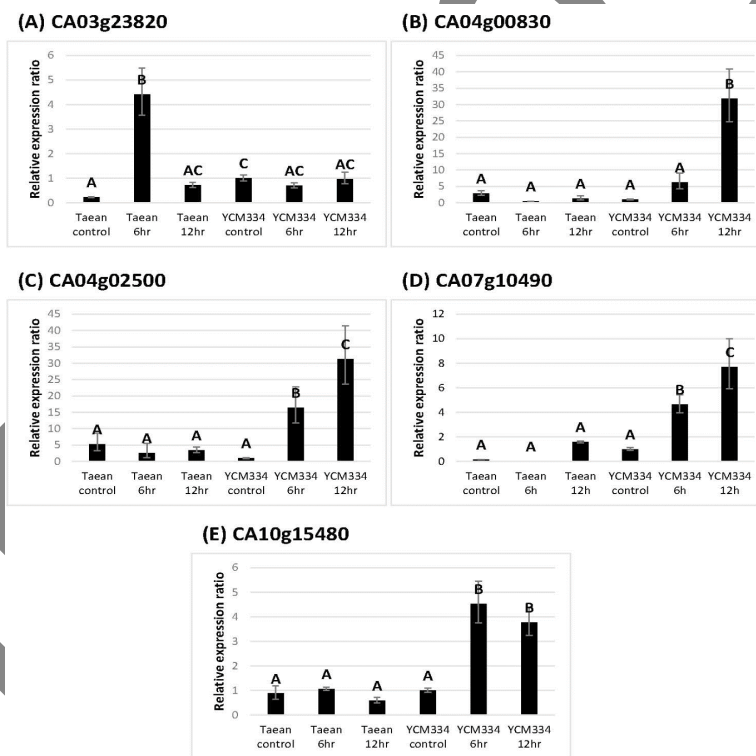 (A) CA03g23820
Relative expression ratio
6
5
4
3
2
1
0
A
B
AC
C
AC
AC
Taean control
Taean 6hr
Taean 12hr
YCM334 control
YCM334 6hr
YCM334 12hr
(B) CA04g00830
Relative expression ratio
45
40
35
30
25
20
15
10
5
0
A
A
A
A
A
B
Taean control
Taean 6hr
Taean 12hr
YCM334 control
YCM334 6hr
YCM334 12hr
(C) CA04g02500
Relative expression ratio
45
40
35
30
25
20
15
10
5
0
A
A
A
A
B
C
Taean control
Taean 6hr
Taean 12hr
YCM334 control
YCM334 6hr
YCM334 12hr
(D) CA07g10490
Relative expression ratio
12
10
8
6
4
2
0
A
A
A
A
B
C
Taean control
Taean 6h
Taean 12h
YCM334 control
YCM334 6h
YCM334 12h
(E) CA10g15480
Relative expression ratio
6
5
4
3
2
1
0
A
A
A
A
B
B
Taean control
Taean 6hr
Taean 12hr
YCM334 control
YCM334 6hr
YCM334 12hr